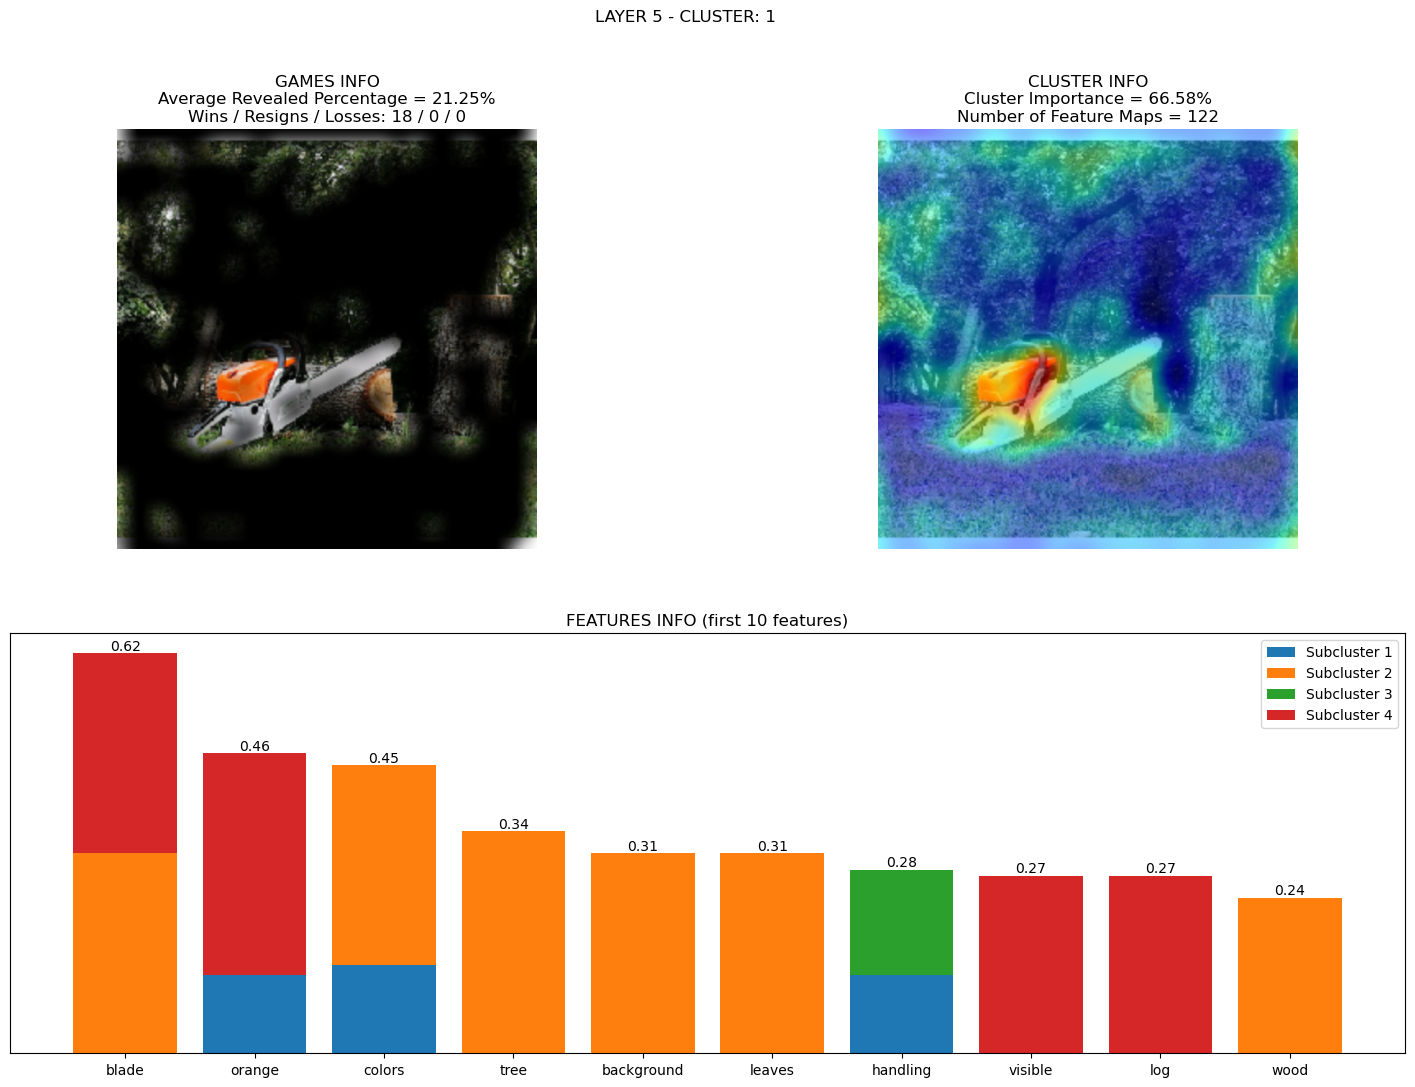 LAYER 5 - CLUSTER: 1
GAMES INFO
Average Revealed Percentage = 21.25%
Wins / Resigns / Losses: 18 / 0 / 0
CLUSTER INFO
Cluster Importance = 66.58%
Number of Feature Maps = 122
FEATURES INFO (first 10 features)
0.62
0.46
0.45
0.34
0.31
0.31
0.28
0.27
0.27
0.24
Subcluster 1
Subcluster 2
Subcluster 3
Subcluster 4
blade
orange
colors
tree
background
leaves
handling
visible
log
wood